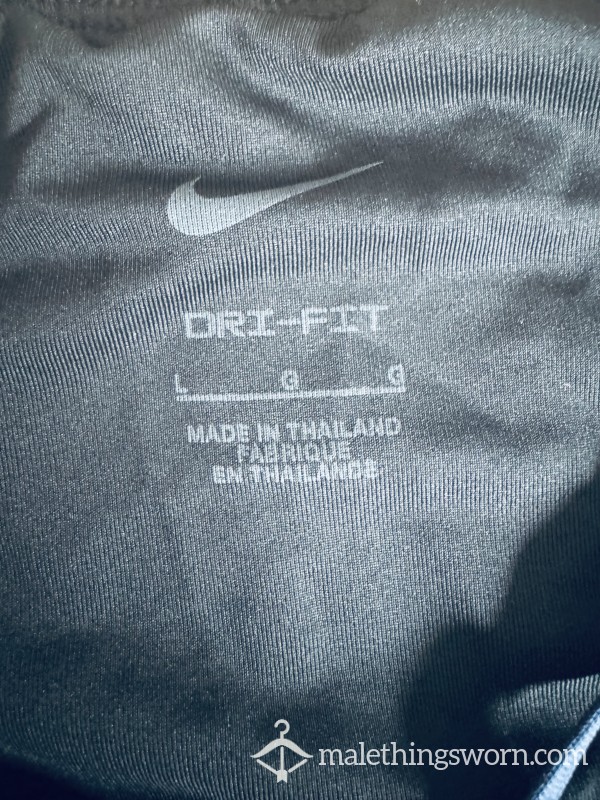 DRI-FIT
L G G
MADE IN THAILAND
FABRIQUE
EN THAILANDE
malethingsworn.com